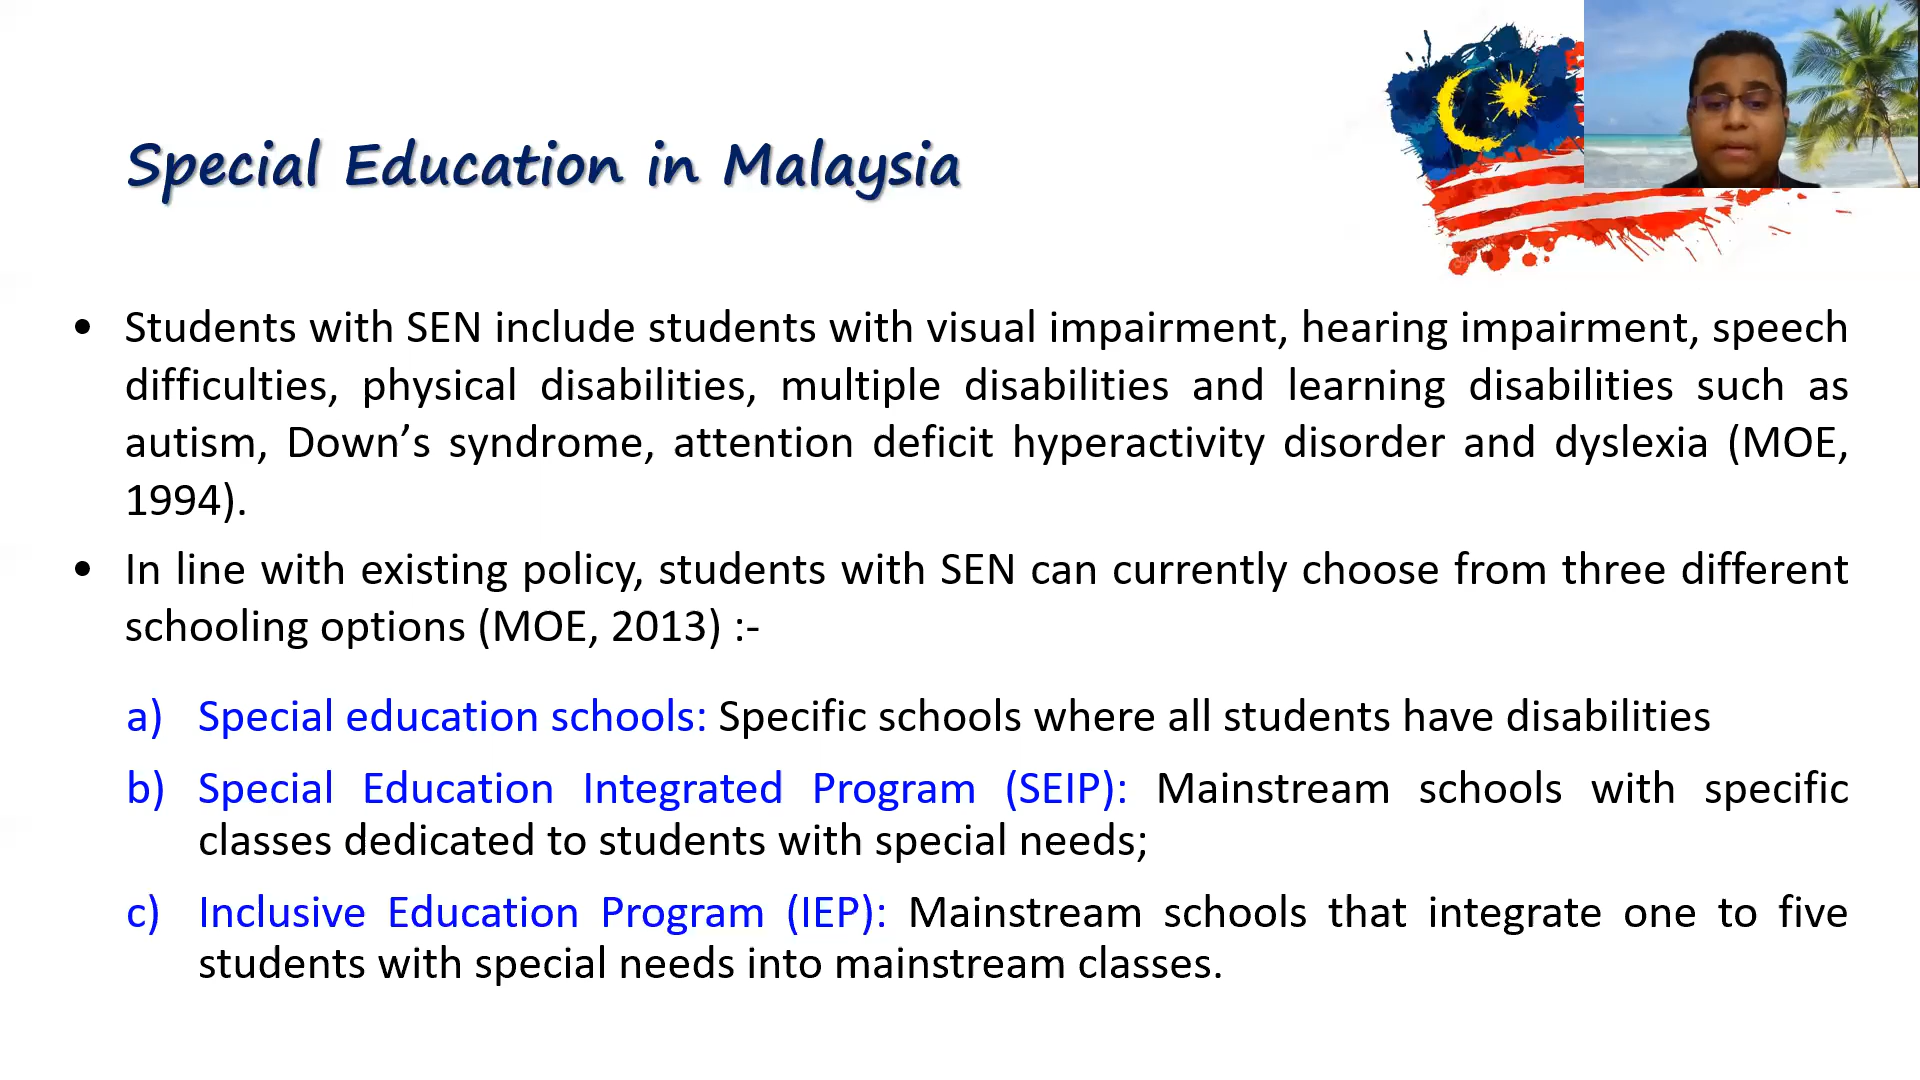 Special Education in Malaysia
• Students with SEN include students with visual impairment, hearing impairment, speech
difficulties, physical disabilities, multiple disabilities and learning disabilities such as
autism, Down’s syndrome, attention deficit hyperactivity disorder and dyslexia (MOE,
1994).
• In line with existing policy, students with SEN can currently choose from three different
schooling options (MOE, 2013) :-
a) Special education schools: Specific schools where all students have disabilities
b) Special Education Integrated Program (SEIP): Mainstream schools with specific
classes dedicated to students with special needs;
c) Inclusive Education Program (IEP): Mainstream schools that integrate one to five
students with special needs into mainstream classes.